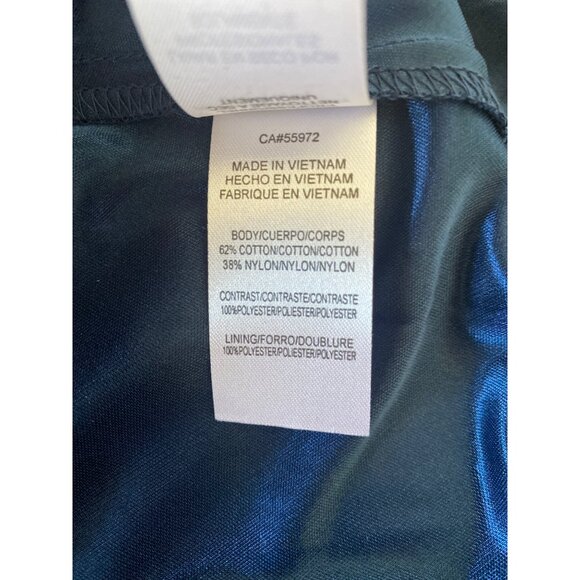 UNIQUEMENT
CA#55972
MADE IN VIETNAM
HECHO EN VIETNAM
FABRIQUE EN VIETNAM
BODY/CUERPO/CORPS
62% COTTON/COTTON/COTTON
38% NYLON/NYLON/NYLON
CONTRAST/CONTRASTE/CONTRASTE
100%POLYESTER/POLIESTER/POLYESTER
LINING/FORRO/DOUBLURE
100%POLYESTER/POLIESTER/POLYESTER